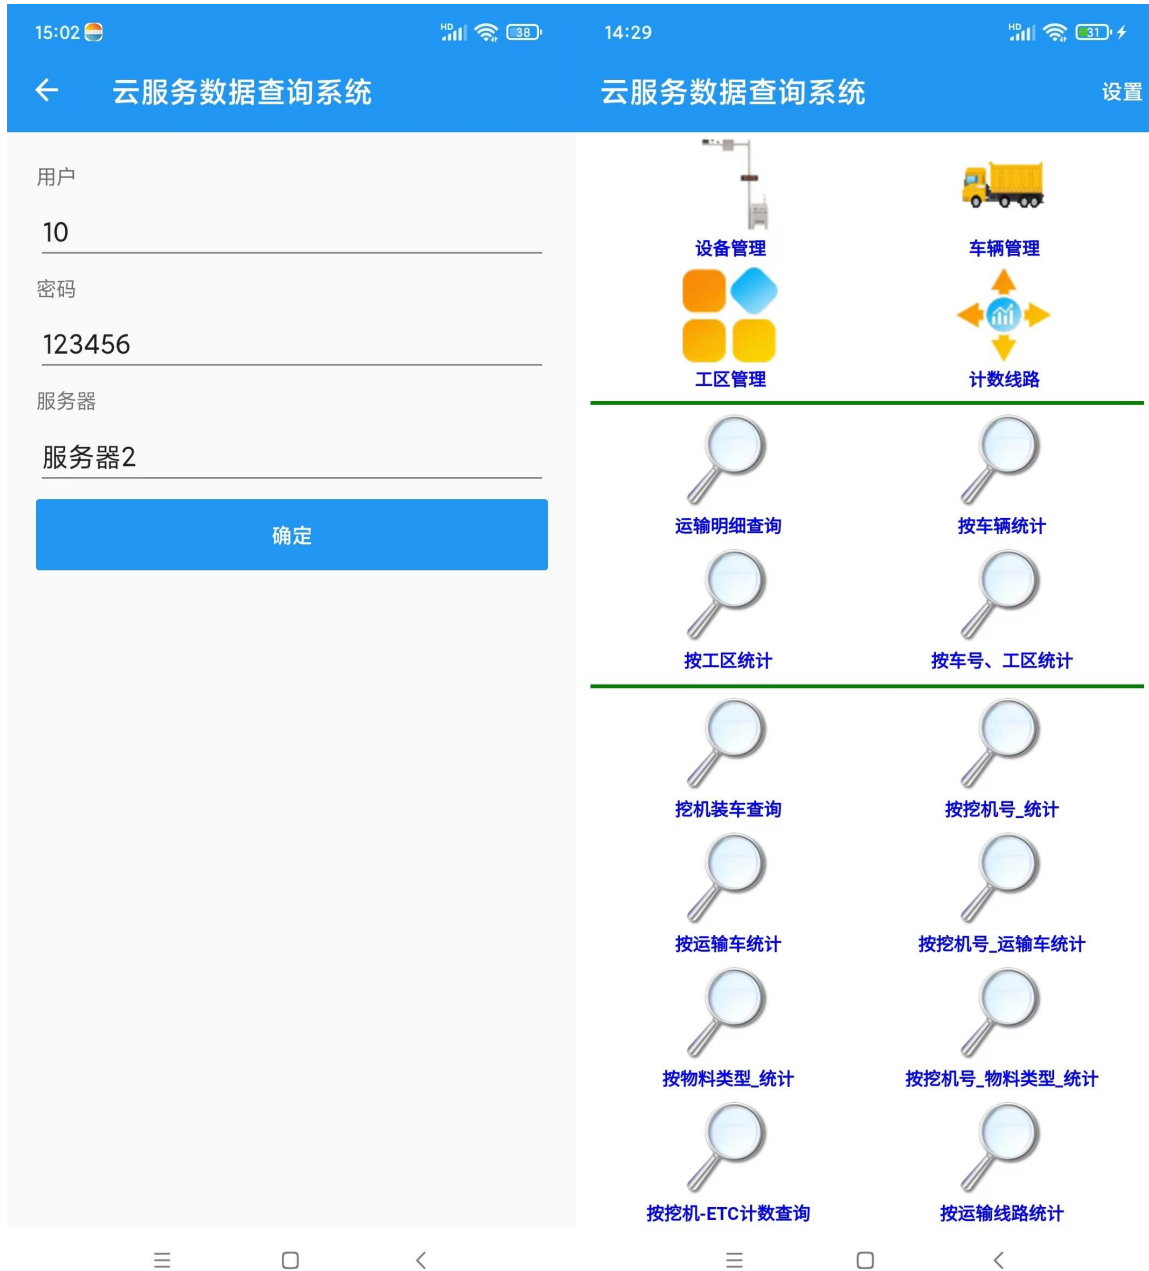 15:02
HD
38
云服务数据查询系统
用户
10
密码
123456
服务器
服务器2
确定
14:29
HD
31
云服务数据查询系统
设置
设备管理
车辆管理
工区管理
计数线路
运输明细查询
按车辆统计
按工区统计
按车号、工区统计
挖机装车查询
按挖机号_统计
按运输车统计
按挖机号_运输车统计
按物料类型_统计
按挖机号_物料类型_统计
按挖机-ETC计数查询
按运输线路统计